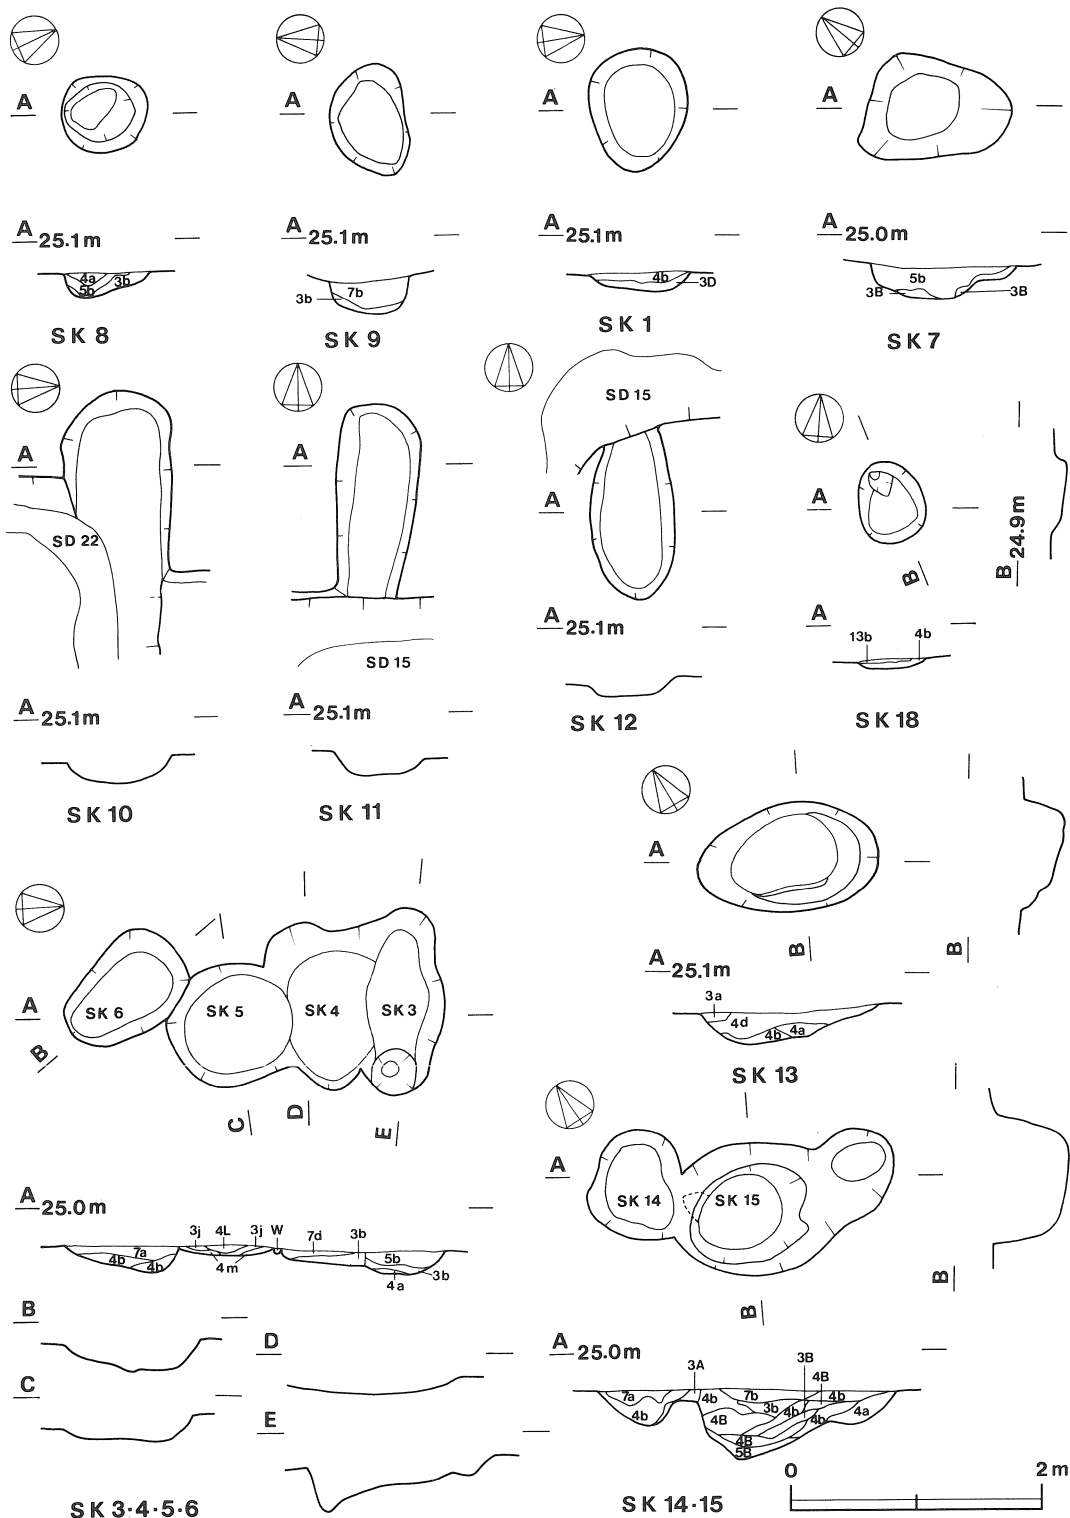 A
A 25.1m
4a
3b
5b
SK 8
A
A 25.1m
3b
7b
SK 9
A
A 25.1m
4b
3D
SK 1
A
A 25.0m
5b
3B
3B
SK 7
A
SD 22
A 25.1m
SK 10
A
SD 15
A 25.1m
SK 11
SD 15
A
A 25.1m
SK 12
A
B
B 24.9m
A
13b
4b
SK 18
A
B
B
A 25.1m
3a
4d
4b
4a
SK 13
A
SK 6
SK 5
SK 4
SK 3
B
C
D
E
A 25.0m
3j
4L
3j
W
7d
3b
7a
4b
4b
4m
5b
3b
4a
B
C
D
E
SK 3·4·5·6
A
SK 14
SK 15
B
B
A 25.0m
3A
3B
4B
7a
4b
7b
4b
4b
3b
4b
4a
4B
4b
4B
5B
SK 14·15
0
2m